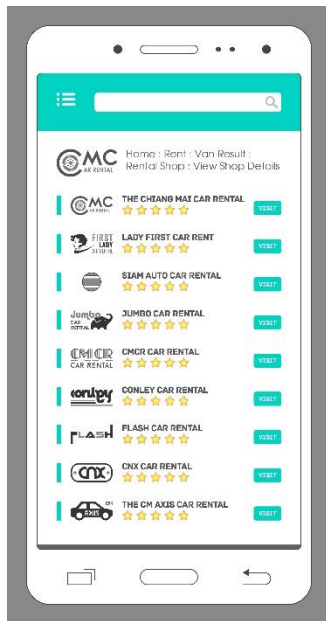 CMC
CAR RENTAL
Home : Rent : Van Result :
Rental Shop : View Shop Details
CMC
THE CHIANG MAI CAR RENTAL
VISIT
FIRST
LADY
LADY FIRST CAR RENT
VISIT
SIAM AUTO CAR RENTAL
VISIT
Jumbo
CAR
RENTAL
JUMBO CAR RENTAL
VISIT
CMCR
CAR RENTAL
CMCR CAR RENTAL
VISIT
conley
CONLEY CAR RENTAL
VISIT
FLASH
FLASH CAR RENTAL
VISIT
CNX
CNX CAR RENTAL
VISIT
CM
AXIS
THE CM AXIS CAR RENTAL
VISIT